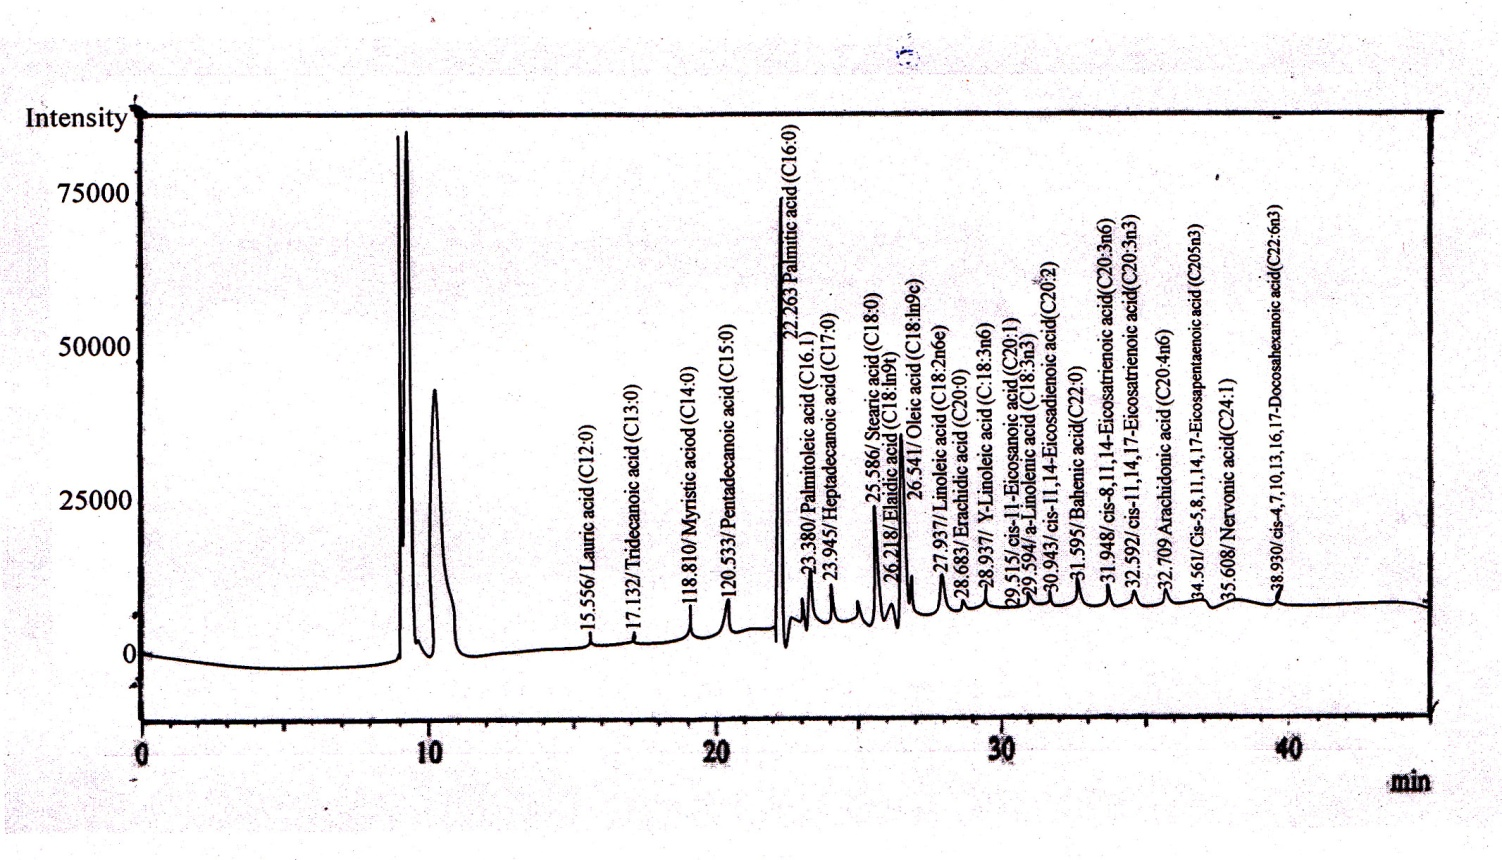 Intensity
75000
50000
25000
0
15.556/ Lauric acid (C12:0)
17.132/ Tridecanoic acid (C13:0)
118.810/ Myristic aciod (C14:0)
120.533/ Pentadecanoic acid (C15:0)
22.263 Palmitic acid (C16:0)
23.380/ Palmitoleic acid (C16.1)
23.945/ Heptadecanoic acid (C17:0)
25.586/ Stearic acid (C18:0)
26.218/ Elaidic acid (C18:ln9t)
26.541/ Oleic acid (C18:ln9c)
27.937/ Linoleic acid (C18:2n6e)
28.683/ Erachidic acid (C20:0)
28.937/ Y-Linoleic acid (C:18:3n6)
29.515/ cis-11-Eicosanoic acid (C20:1)
29.594/ a-Linolenic acid (C18:3n3)
30.943/ cis-11,14-Eicosadienoic acid(C20:2)
31.595/ Bahenic acid(C22:0)
31.948/ cis-8,11,14-Eicosatrienoic acid(C20:3n6)
32.592/ cis-11,14,17-Eicosatrienoic acid(C20:3n3)
32.709 Arachidonic acid (C20:4n6)
34.561/ Cis-5,8,11,14,17-Eicosapentaenoic acid (C205n3)
35.608/ Nervonic acid(C24:1)
38.930/ cis-4,7,10,13,16,17-Docosahexanoic acid(C22:6n3)
0 10 20 30 40
min